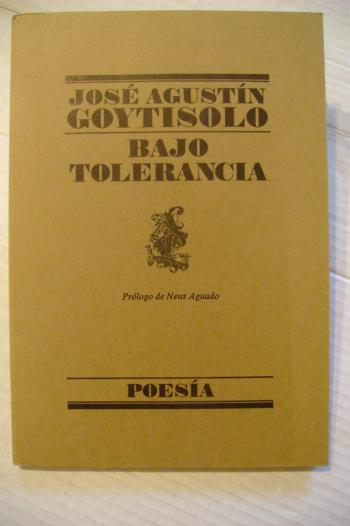 JOSÉ AGUSTÍN
GOYTISOLO
BAJO
TOLERANCIA
Prólogo de Neus Aguado
POESÍA